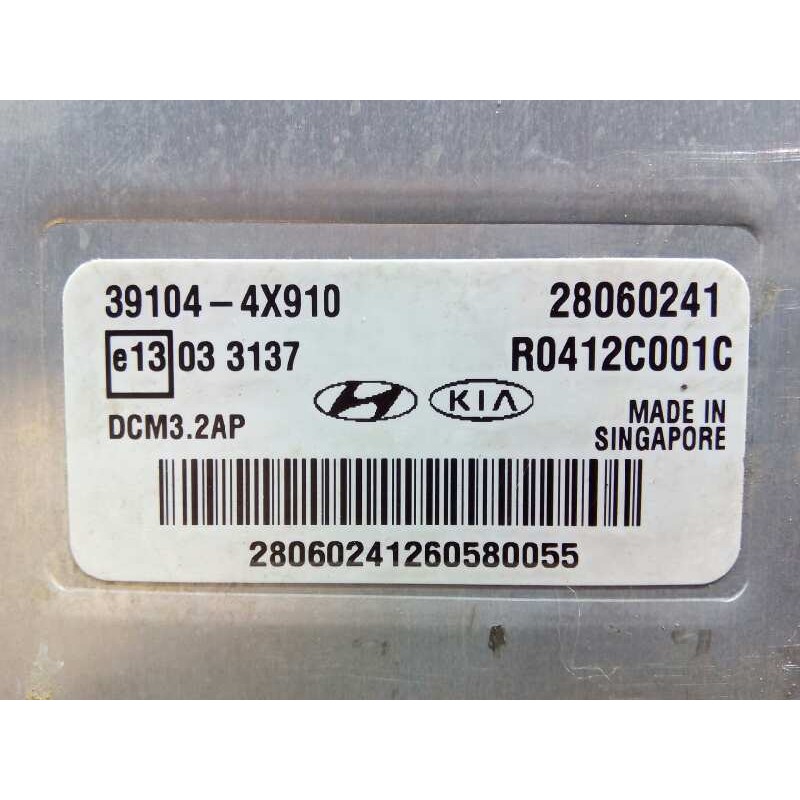 39104-4X910 28060241
e13 03 3137 R0412C001C
KIA
DCM3.2AP MADE IN
SINGAPORE
28060241260580055